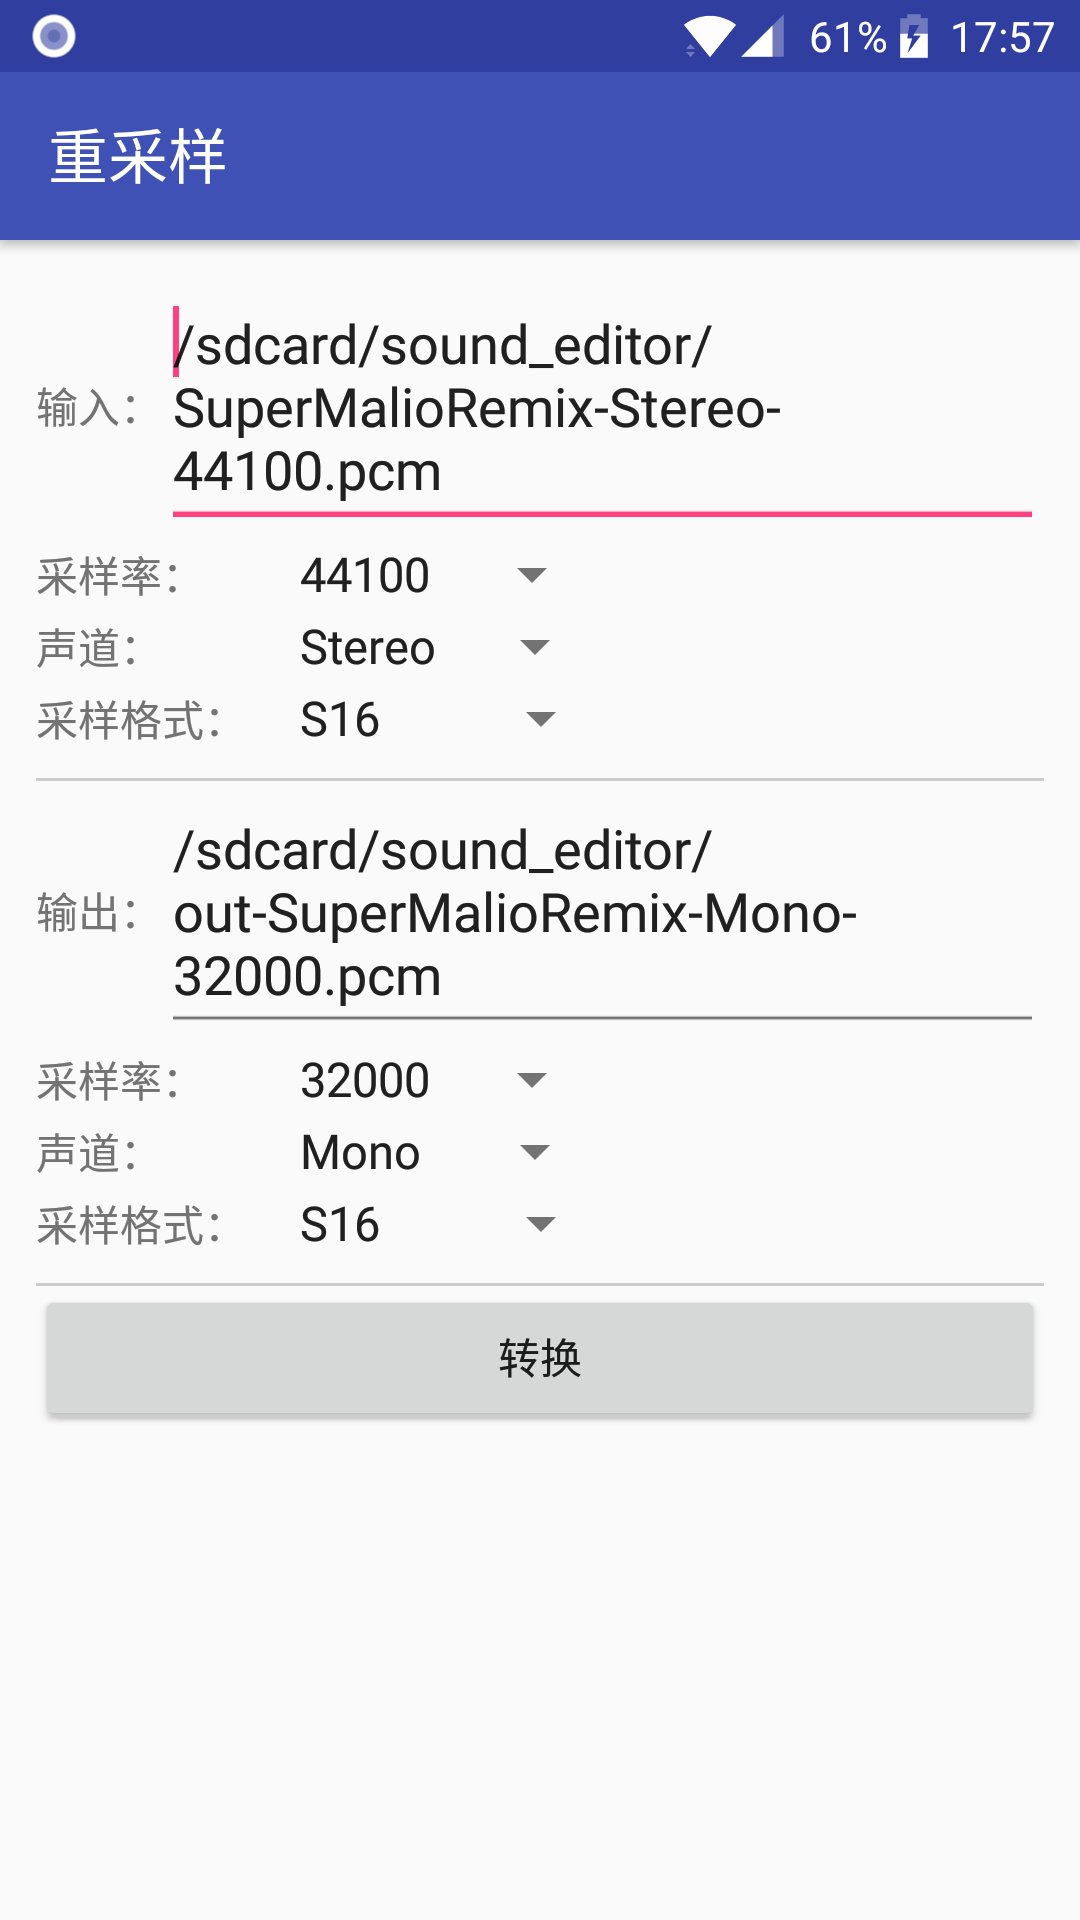 61% 17:57
重采样
/sdcard/sound_editor/
输入： SuperMalioRemix-Stereo-
44100.pcm
采样率： 44100
声道： Stereo
采样格式： S16
/sdcard/sound_editor/
输出： out-SuperMalioRemix-Mono-
32000.pcm
采样率： 32000
声道： Mono
采样格式： S16
转换